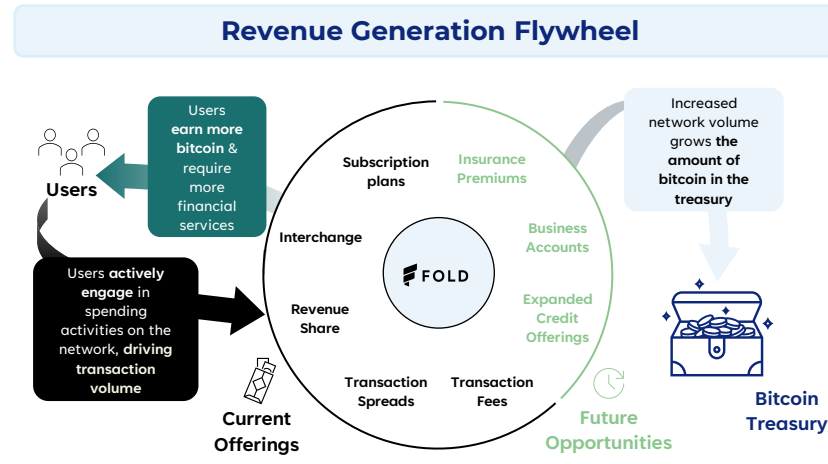 Revenue Generation Flywheel
Users
earn more
bitcoin &
require
more
financial
services
Users
Users actively
engage in
spending
activities on the
network, driving
transaction
volume
Subscription
plans
Insurance
Premiums
Interchange
Business
Accounts
FOLD
Revenue
Share
Expanded
Credit
Offerings
Transaction
Spreads
Transaction
Fees
Current
Offerings
Future
Opportunities
Increased
network volume
grows the
amount of
bitcoin in the
treasury
Bitcoin
Treasury